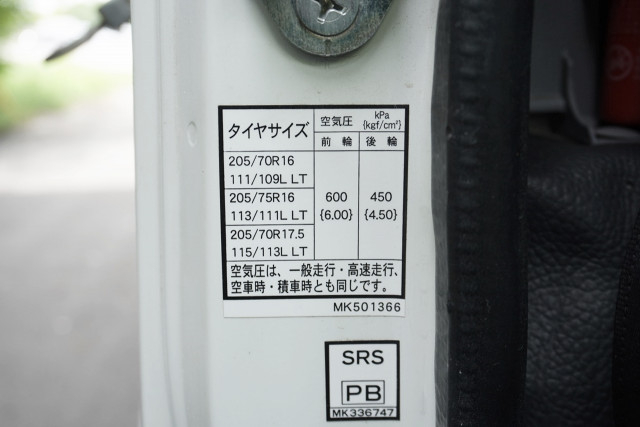 タイヤサイズ
空気圧 kPa {kgf/cm²}
前輪 後輪
205/70R16
111/109L LT
205/75R16
113/111L LT
205/70R17.5
115/113L LT
600 450
{6.00} {4.50}
空気圧は、一般走行・高速走行、
空車時・積車時とも同じです。
MK501366
SRS
PB
MK336747